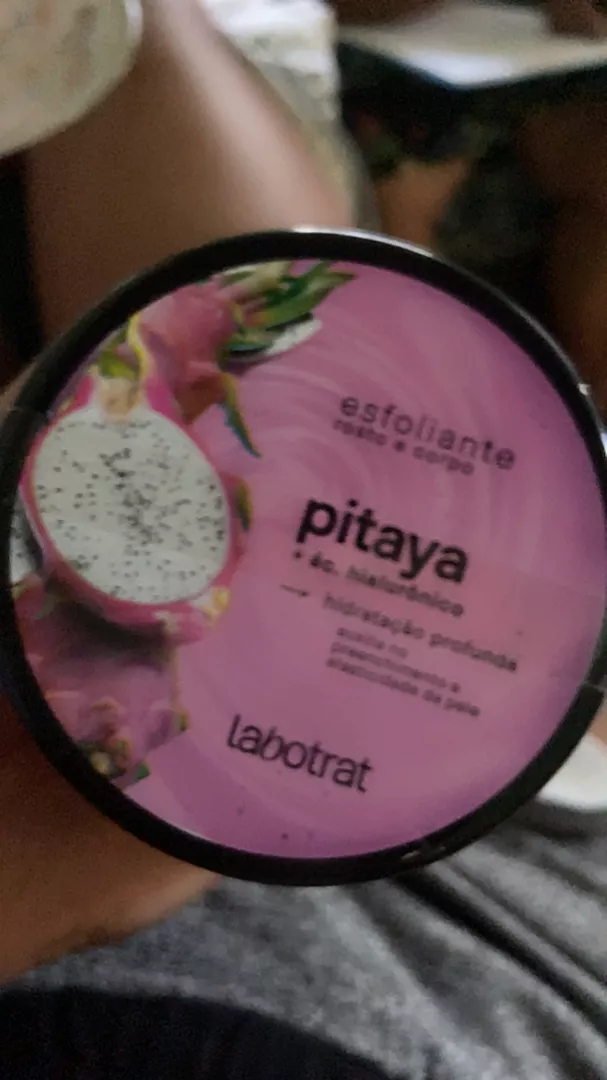 esfoliante
rosto e corpo
pitaya
+ ác. hialurônico
→ hidratação profunda
auxilia no
preenchimento e
elasticidade da pele
labotrat